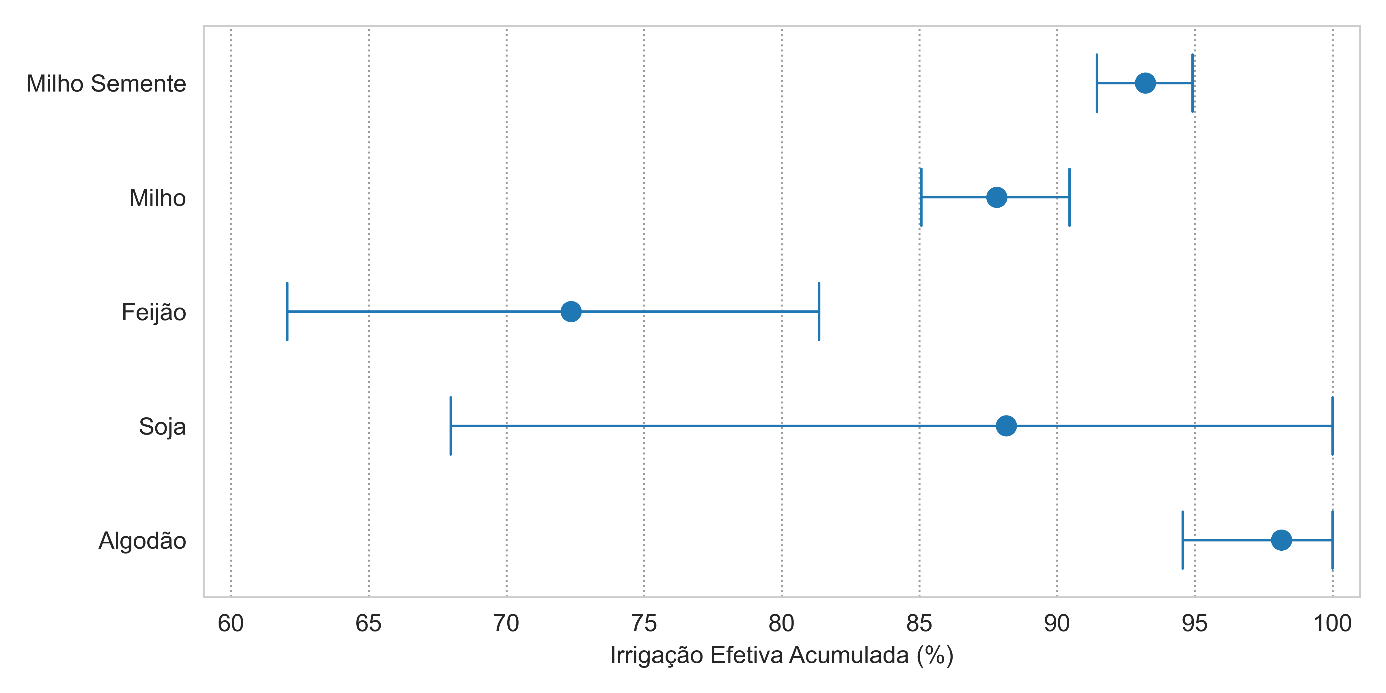 Milho Semente
Milho
Feijão
Soja
Algodão
60 65 70 75 80 85 90 95 100
Irrigação Efetiva Acumulada (%)